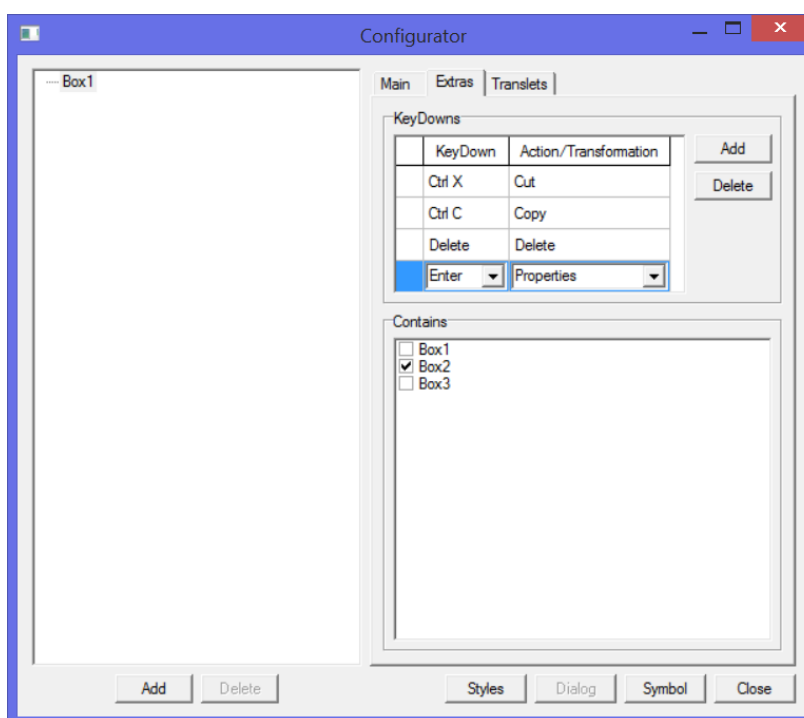 Configurator
Box1
Main Extras Translets
KeyDowns
KeyDown Action/Transformation
Add
Ctrl X Cut
Delete
Ctrl C Copy
Delete Delete
Enter Properties
Contains
Box1
Box2
Box3
Add Delete Styles Dialog Symbol Close